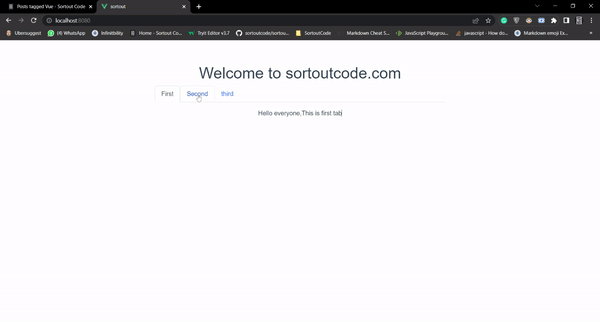 Posts tagged Vue - Sortout Code
sortout
localhost:8080
Ubersuggest
(4) WhatsApp
Infinitbility
Home - Sortout Co...
Tryit Editor v3.7
sortoutcode/sortou...
SortoutCode
Markdown Cheat S...
JavaScript Playgrou...
javascript - How do...
Markdown emoji Ex...
Welcome to sortoutcode.com
First
Second
third
Hello everyone,This is first tab